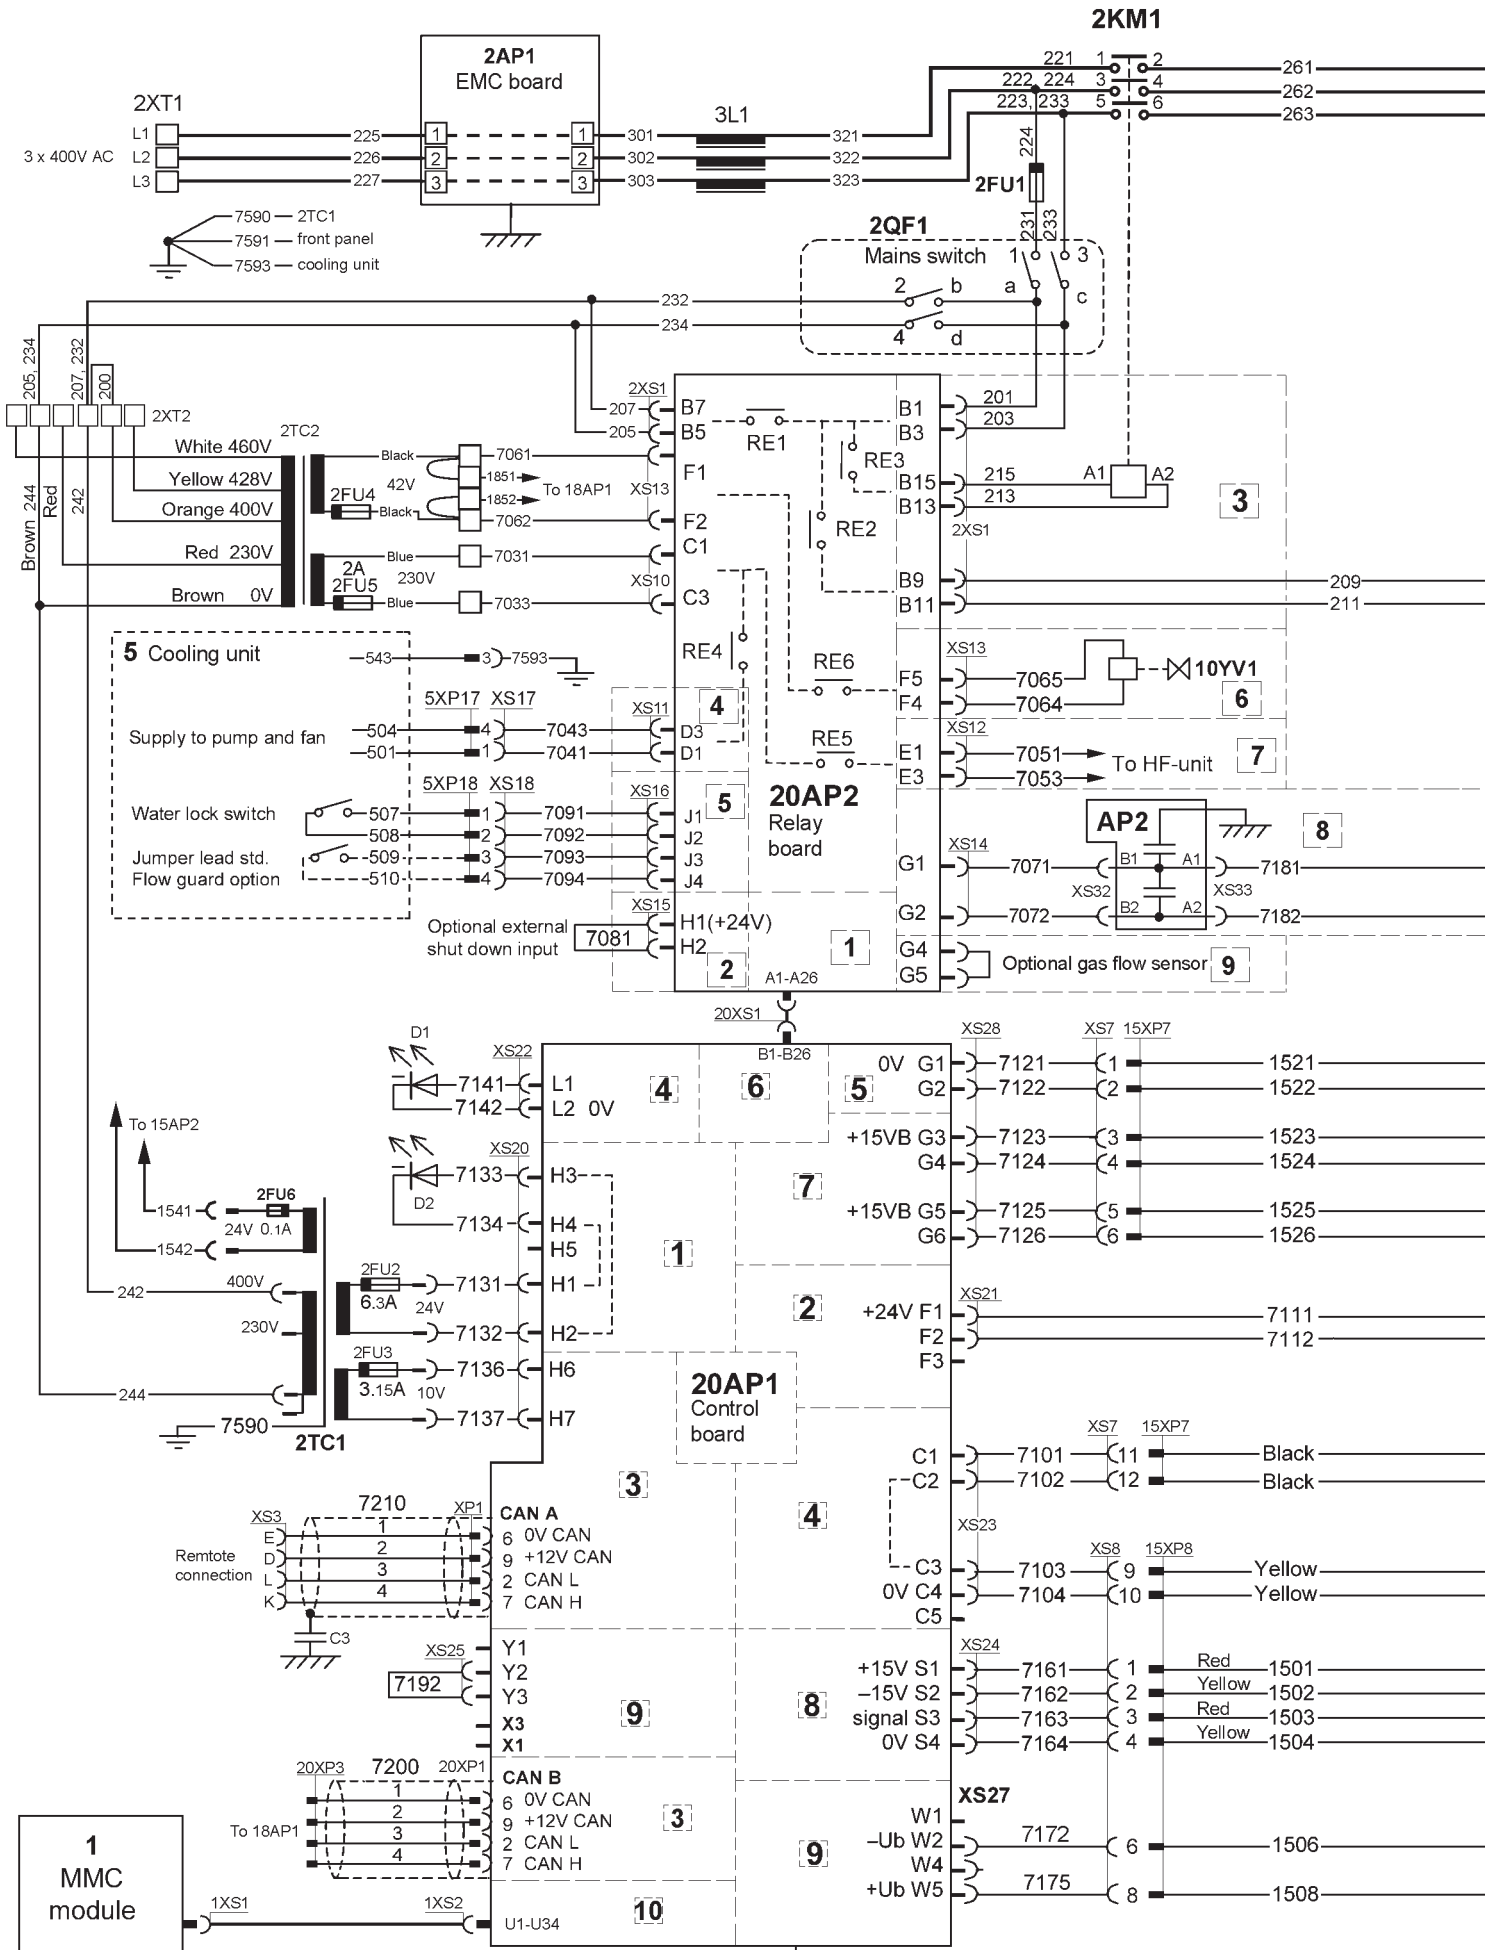 2KM1
2AP1
EMC board
221 1 2 261
222, 224 3 4 262
223, 233 5 6 263
2XT1
3L1
3 x 400V AC
L1 225 1 1 301 321
L2 226 2 2 302 322
L3 227 3 3 303 323
224
2FU1
231
233
7590 2TC1
7591 front panel
7593 cooling unit
2QF1
Mains switch 1 3
2 b a c
4 d
232
234
205, 234
207, 232
200
2XT2
2TC2
White 460V
Yellow 428V
Orange 400V
Red 230V
Brown 0V
Brown 244
Red
242
Black 7061
42V 1851
1852 To 18AP1
2FU4 Black 7062
Blue 7031
2A
2FU5 230V
Blue 7033
2XS1
207 B7
205 B5
F1
XS13
F2
C1
XS10
C3
RE1
RE3
RE2
RE4
RE6
RE5
B1 201
B3 203
B15 215 A1 A2
B13 213
2XS1
3
B9 209
B11 211
XS13
F5 7065 10YV1
F4 7064 6
XS12
E1 7051
E3 7053 To HF-unit 7
5 Cooling unit
543 3 7593
5XP17 XS17 XS11 4
Supply to pump and fan
504 4 7043 D3
501 1 7041 D1
5XP18 XS18 XS16 5
Water lock switch 507 1 7091 J1
508 2 7092 J2
Jumper lead std. 509 3 7093 J3
Flow guard option 510 4 7094 J4
20AP2
Relay
board
AP2 8
XS14
G1 7071 B1 A1 7181
XS32 XS33
G2 7072 B2 A2 7182
XS15
Optional external
shut down input
7081
H1(+24V)
H2
2
1
A1-A26
G4
G5
Optional gas flow sensor 9
20XS1
B1-B26
D1
XS22
7141 L1
7142 L2 0V
4 6 5
XS28 XS7 15XP7
0V G1 7121 1 1521
G2 7122 2 1522
+15VB G3 7123 3 1523
G4 7124 4 1524
+15VB G5 7125 5 1525
G6 7126 6 1526
7
To 15AP2
XS20
7133 H3
D2
7134 H4
H5
1
1541 2FU6
24V 0.1A
1542
2FU2
6.3A 24V
7131 H1
7132 H2
242 400V
230V
2FU3
3.15A 10V
7136 H6
7137 H7
244
7590
2TC1
2
XS21
+24V F1 7111
F2 7112
F3
20AP1
Control
board
XS7 15XP7
C1 7101 11 Black
C2 7102 12 Black
XS23
XS8 15XP8
C3 7103 9 Yellow
0V C4 7104 10 Yellow
C5
3
4
7210
XS3 XP1 CAN A
E 1 6 0V CAN
Remtote
connection
D 2 9 +12V CAN
L 3 2 CAN L
K 4 7 CAN H
C3
XS25
Y1
Y2
7192
Y3
X3
X1
9
8
XS24
+15V S1 7161 1 Red 1501
–15V S2 7162 2 Yellow 1502
signal S3 7163 3 Red 1503
0V S4 7164 4 Yellow 1504
20XP3 7200 20XP1 CAN B
1 6 0V CAN
2 9 +12V CAN
To 18AP1
3 2 CAN L
4 7 CAN H
3
9
XS27
W1
–Ub W2 7172 6 1506
W4
+Ub W5 7175 8 1508
1
MMC
module
1XS1 1XS2
U1-U34
10